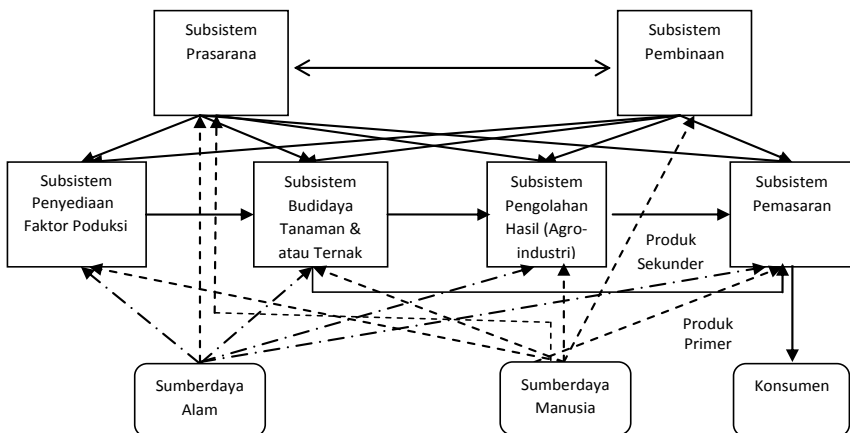 Subsistem
Prasarana
Subsistem
Pembinaan
Subsistem
Penyediaan
Faktor Poduksi
Subsistem
Budidaya
Tanaman &
atau Ternak
Subsistem
Pengolahan
Hasil (Agro-
industri)
Subsistem
Pemasaran
Produk
Sekunder
Produk
Primer
Sumberdaya
Alam
Sumberdaya
Manusia
Konsumen